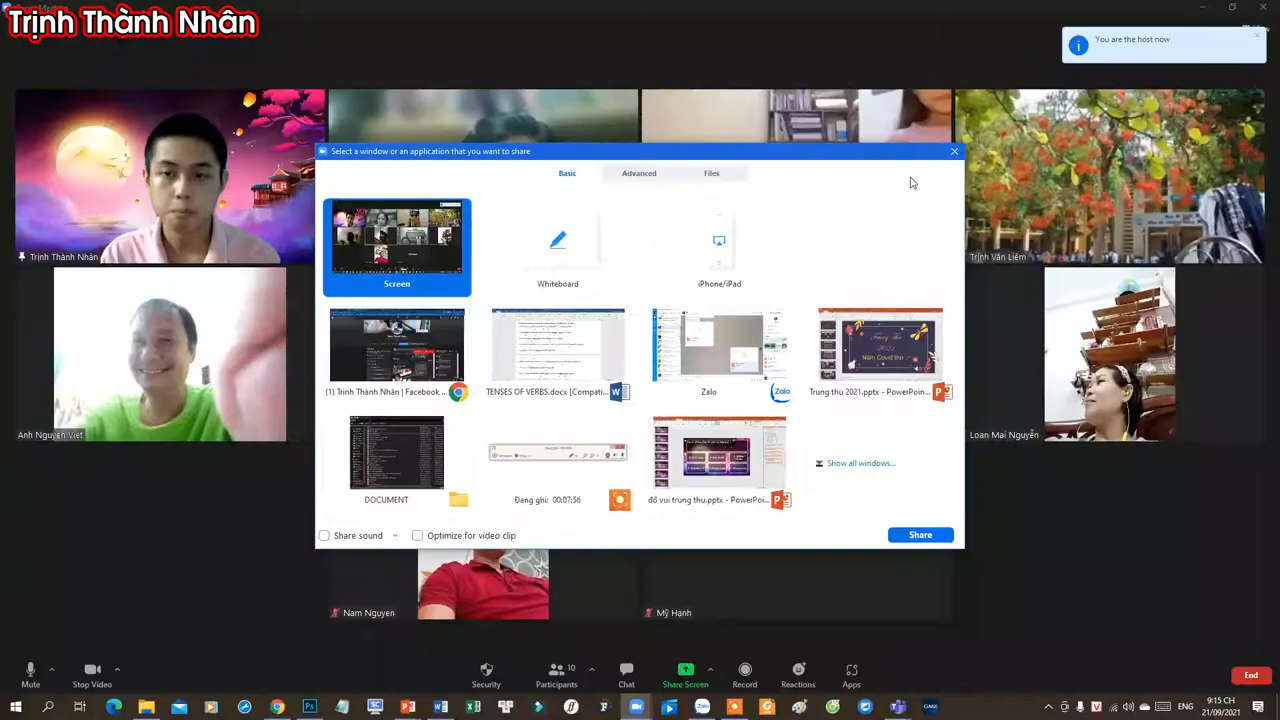 Trịnh Thành Nhân
You are the host now
Select a window or an application that you want to share
Basic
Advanced
Files
Screen
Whiteboard
iPhone/iPad
(1) Trịnh Thành Nhân | Facebook ...
TENSES OF VERBS.docx [Compati...
Zalo
Trung thu 2021.pptx - PowerPoin...
DOCUMENT
Đang ghi: 00:07:56
đố vui trung thu.pptx - PowerPoi...
Show all windows...
Share sound
Optimize for video clip
Share
Trịnh Thành Nhân
Trịnh Văn Liêm
Anh Nguyen Viet
Loan Mai Nguyễn
Nam Nguyen
Mỹ Hạnh
Mute
Stop Video
Security
Participants
10
Chat
Share Screen
Record
Reactions
Apps
End
9:15 CH
21/09/2021